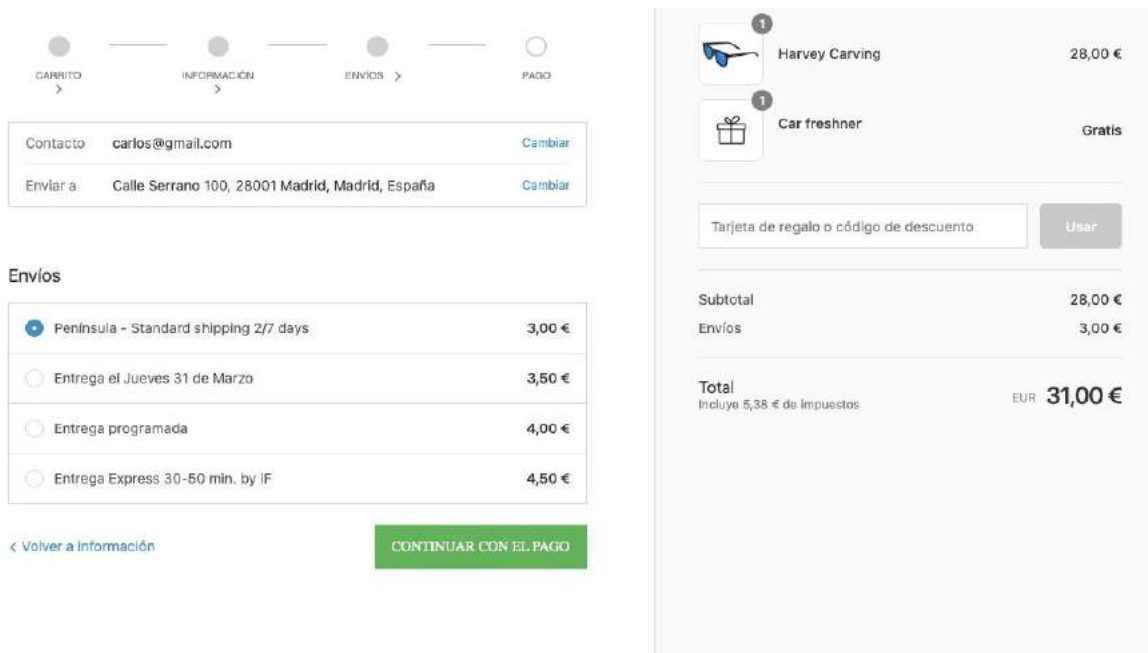 CARRITO >
INFORMACIÓN >
ENVÍOS >
PAGO
Contacto carlos@gmail.com Cambiar
Enviar a Calle Serrano 100, 28001 Madrid, Madrid, España Cambiar
Envíos
Península - Standard shipping 2/7 days 3,00 €
Entrega el Jueves 31 de Marzo 3,50 €
Entrega programada 4,00 €
Entrega Express 30-50 min. by iF 4,50 €
< Volver a información
CONTINUAR CON EL PAGO
1
Harvey Carving 28,00 €
1
Car freshner Gratis
Tarjeta de regalo o código de descuento Usar
Subtotal 28,00 €
Envíos 3,00 €
Total EUR 31,00 €
Incluye 5,38 € de impuestos